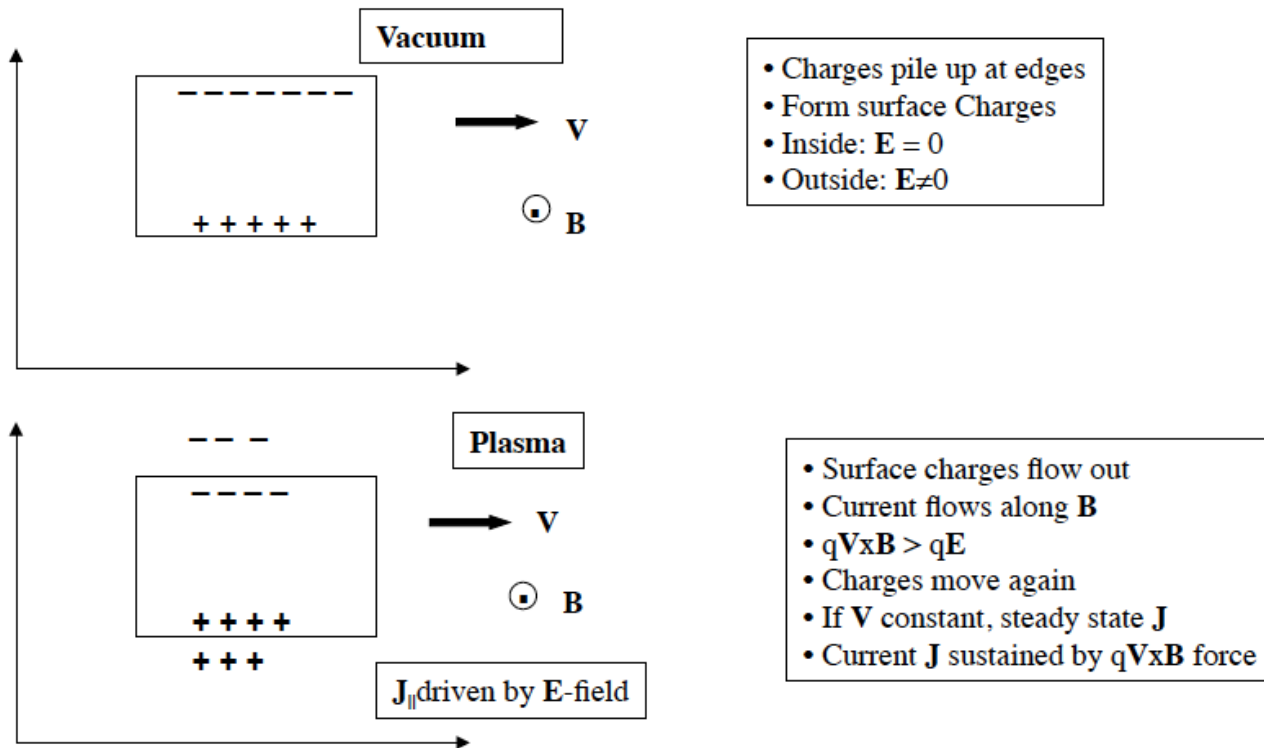 Vacuum
− − − − − − −
V
+ + + + +
B
• Charges pile up at edges
• Form surface Charges
• Inside: E = 0
• Outside: E≠0
−− −
Plasma
− − − −
V
B
+ + + +
+ + +
J||driven by E-field
• Surface charges flow out
• Current flows along B
• qVxB > qE
• Charges move again
• If V constant, steady state J
• Current J sustained by qVxB force